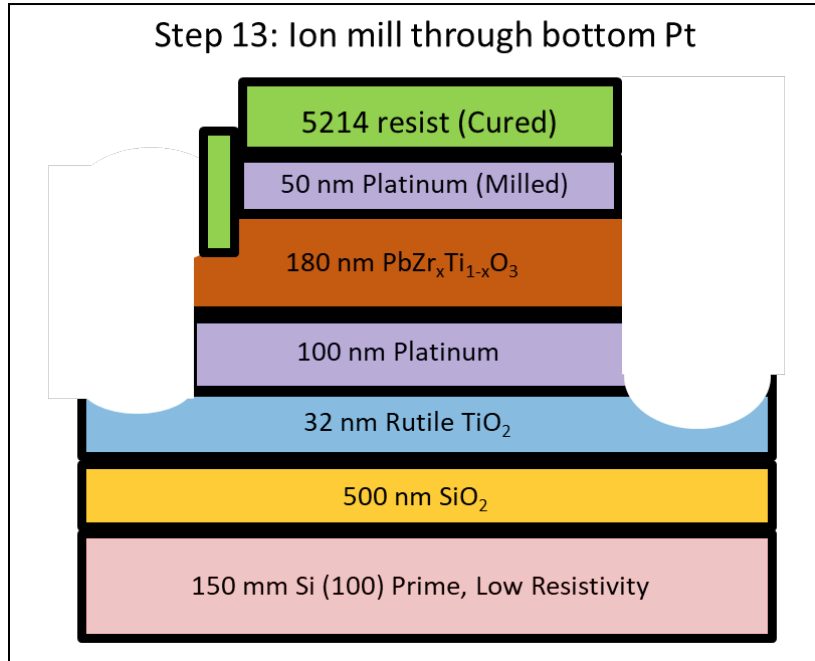 Step 13: Ion mill through bottom Pt
5214 resist (Cured)
50 nm Platinum (Milled)
180 nm PbZrₓTi₁₋ₓO₃
100 nm Platinum
32 nm Rutile TiO₂
500 nm SiO₂
150 mm Si (100) Prime, Low Resistivity